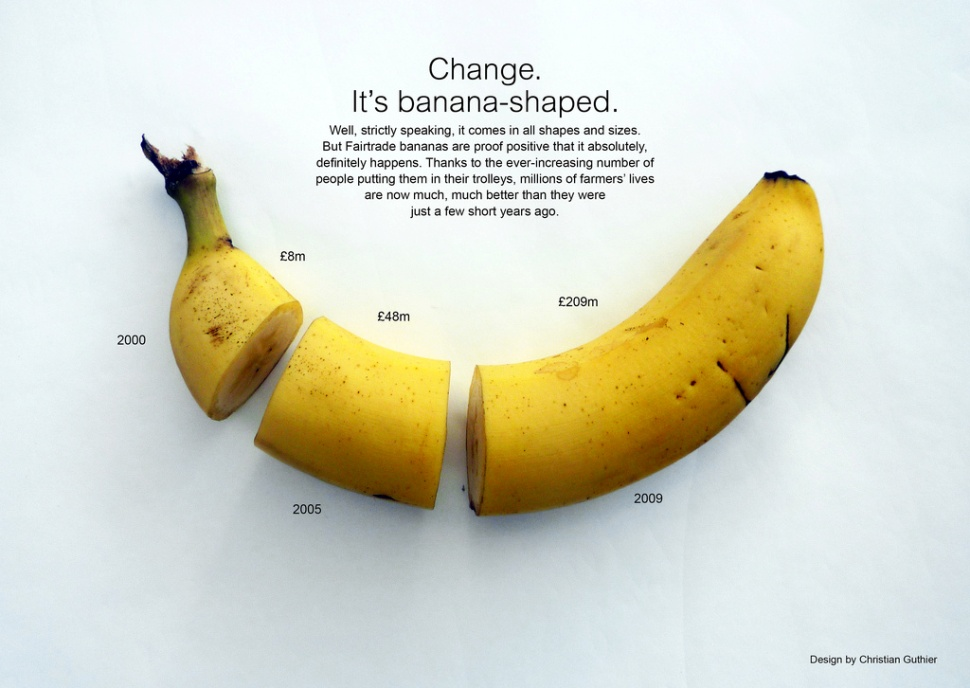 Change.
It's banana-shaped.
Well, strictly speaking, it comes in all shapes and sizes.
But Fairtrade bananas are proof positive that it absolutely,
definitely happens. Thanks to the ever-increasing number of
people putting them in their trolleys, millions of farmers' lives
are now much, much better than they were
just a few short years ago.
£8m
£48m
£209m
2000
2005
2009
Design by Christian Guthier